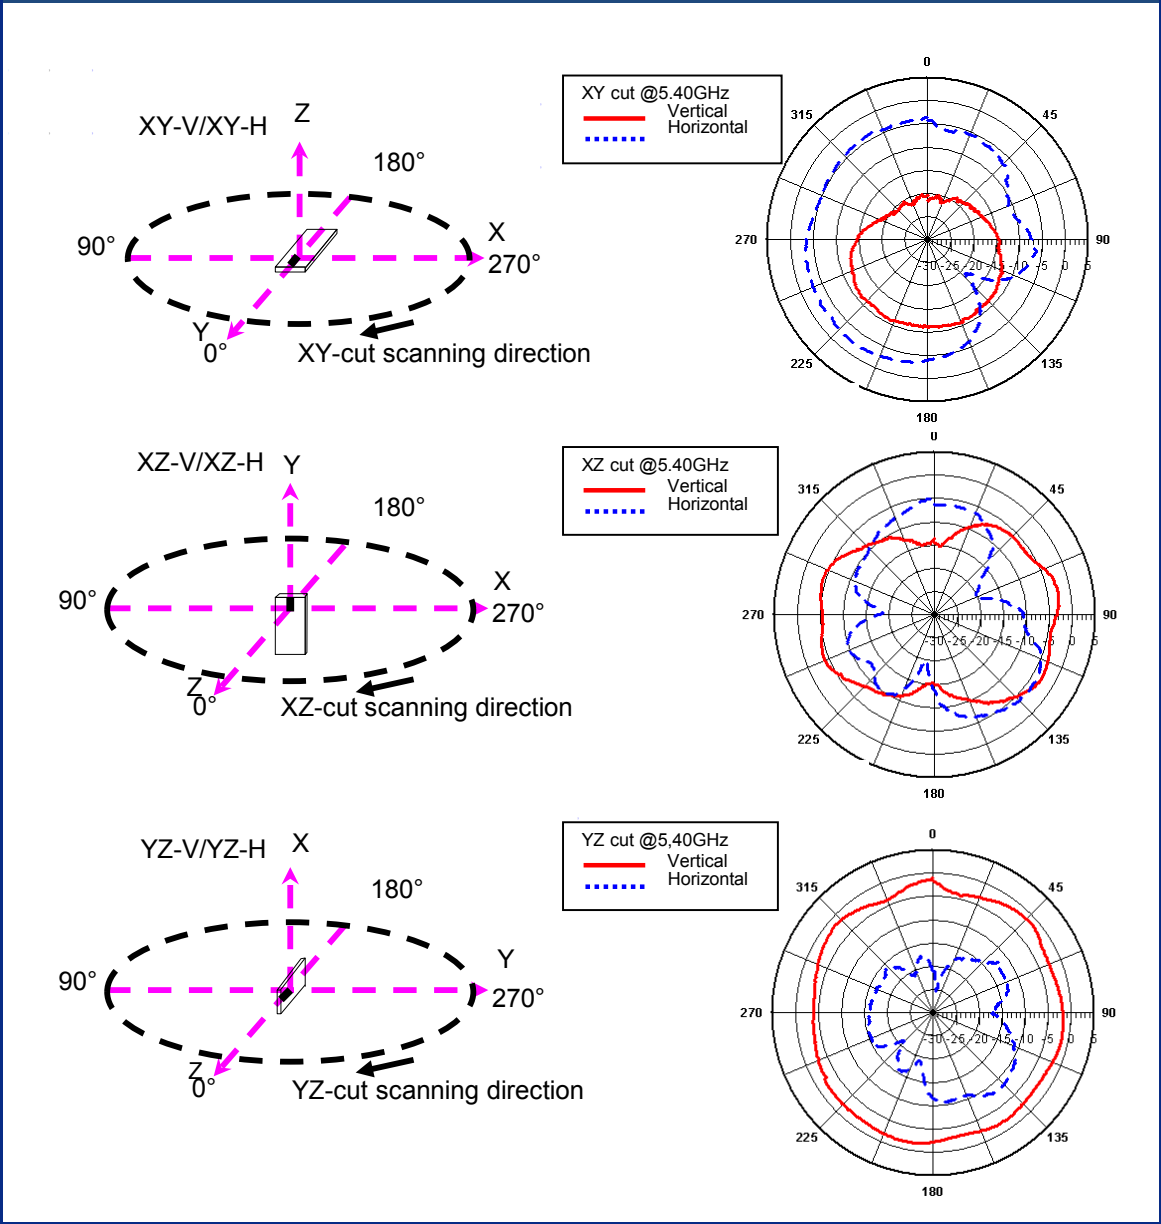 XY-V/XY-H
Z
180°
90°
X
270°
Y
0°
XY-cut scanning direction
XY cut @5.40GHz
Vertical
Horizontal
0
315
45
270
90
-30 -25 -20 -15 -10 -5 0 5
225
135
180
XZ-V/XZ-H
Y
180°
90°
X
270°
Z
0°
XZ-cut scanning direction
XZ cut @5.40GHz
Vertical
Horizontal
0
315
45
270
90
-30 -25 -20 -15 -10 -5 0 5
225
135
180
YZ-V/YZ-H
X
180°
90°
Y
270°
Z
0°
YZ-cut scanning direction
YZ cut @5,40GHz
Vertical
Horizontal
0
315
45
270
90
-30 -25 -20 -15 -10 -5 0 5
225
135
180